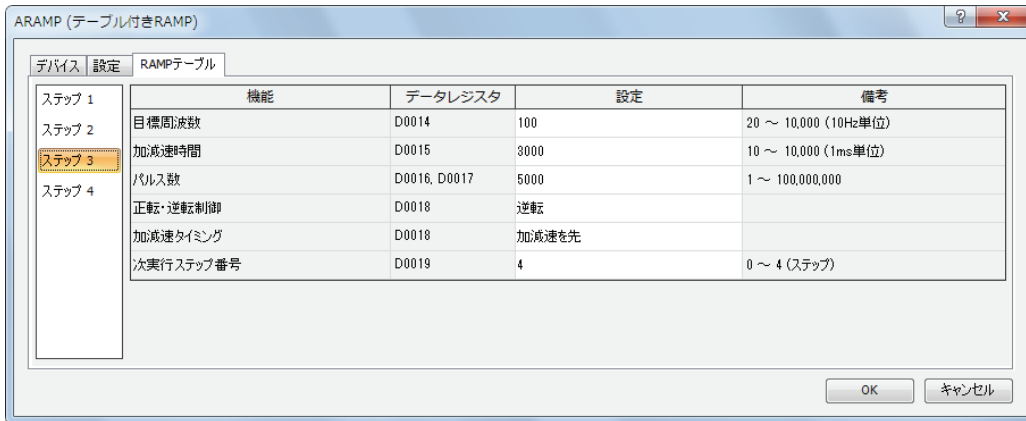 ARAMP (テーブル付きRAMP)
デバイス 設定 RAMPテーブル
ステップ 1
ステップ 2
ステップ 3
ステップ 4
機能 データレジスタ 設定 備考
目標周波数 D0014 100 20 ～ 10,000 (10Hz単位)
加減速時間 D0015 3000 10 ～ 10,000 (1ms単位)
パルス数 D0016, D0017 5000 1 ～ 100,000,000
正転・逆転制御 D0018 逆転
加減速タイミング D0018 加減速を先
次実行ステップ番号 D0019 4 0 ～ 4 (ステップ)
OK キャンセル